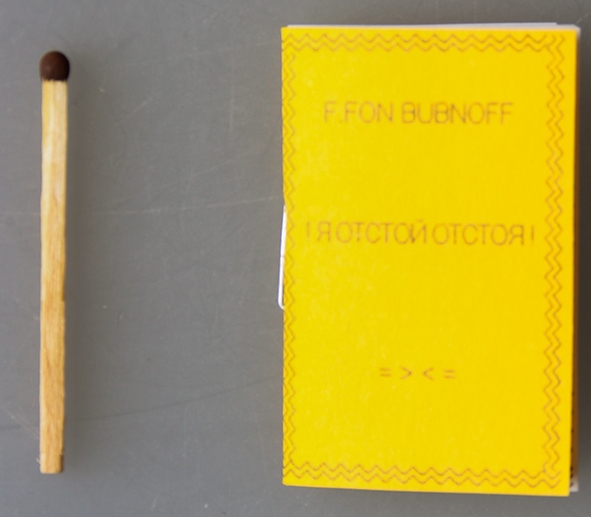 F.FON BUBNOFF
! Я ОТСТОЙ ОТСТОЯ !
= > < =